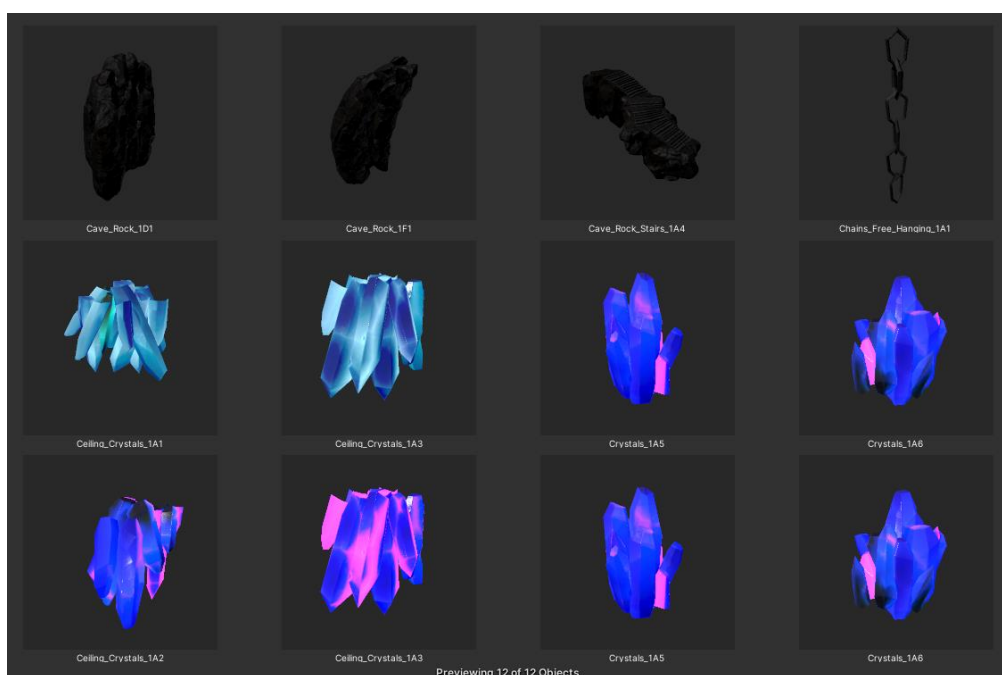 Cave_Rock_1D1
Cave_Rock_1F1
Cave_Rock_Stairs_1A4
Chains_Free_Hanging_1A1
Ceiling_Crystals_1A1
Ceiling_Crystals_1A3
Crystals_1A5
Crystals_1A6
Ceiling_Crystals_1A2
Ceiling_Crystals_1A3
Crystals_1A5
Crystals_1A6
Previewing 12 of 12 Objects